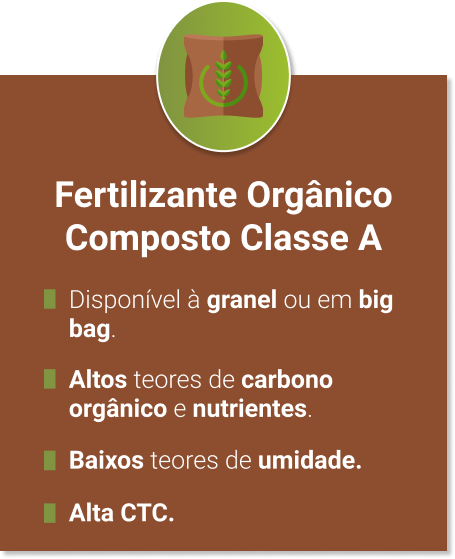 Fertilizante Orgânico
Composto Classe A
Disponível à granel ou em big
bag.
Altos teores de carbono
orgânico e nutrientes.
Baixos teores de umidade.
Alta CTC.